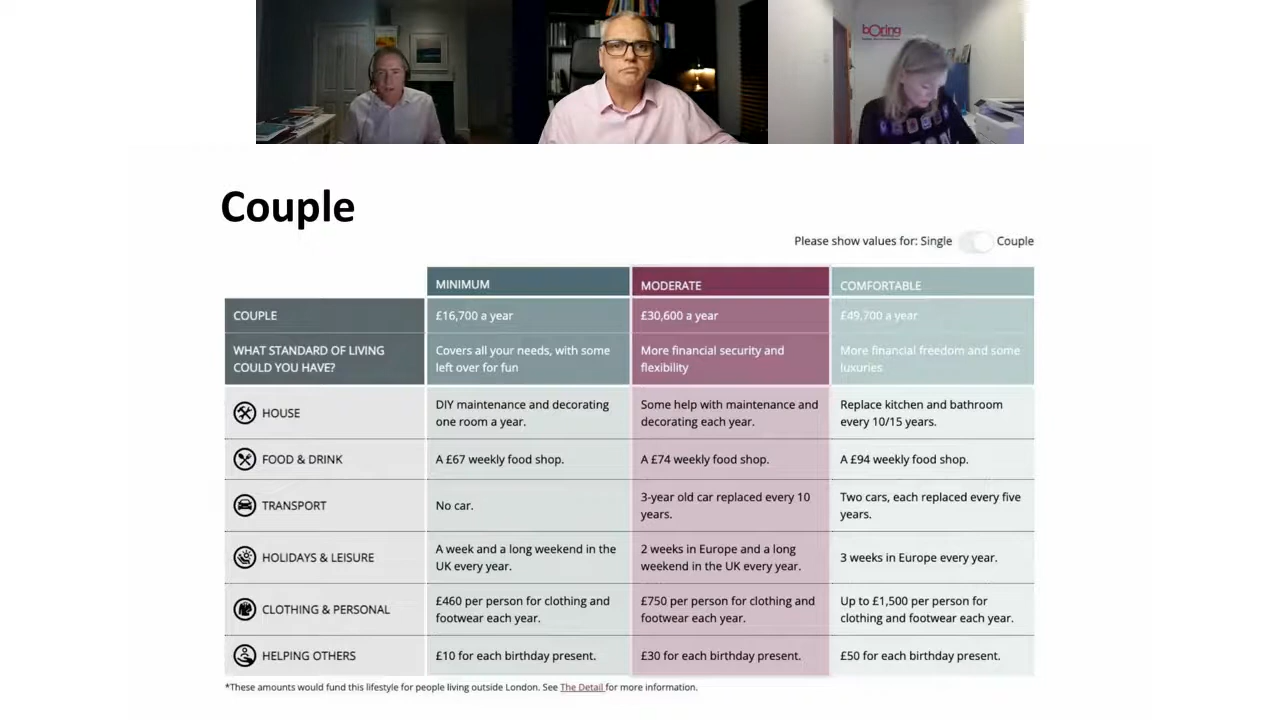 bOring
Couple
Please show values for: Single Couple
MINIMUM MODERATE COMFORTABLE
COUPLE £16,700 a year £30,600 a year £49,700 a year
WHAT STANDARD OF LIVING
COULD YOU HAVE?
Covers all your needs, with some
left over for fun
More financial security and
flexibility
More financial freedom and some
luxuries
HOUSE
DIY maintenance and decorating
one room a year.
Some help with maintenance and
decorating each year.
Replace kitchen and bathroom
every 10/15 years.
FOOD & DRINK
A £67 weekly food shop.
A £74 weekly food shop.
A £94 weekly food shop.
TRANSPORT
No car.
3-year old car replaced every 10
years.
Two cars, each replaced every five
years.
HOLIDAYS & LEISURE
A week and a long weekend in the
UK every year.
2 weeks in Europe and a long
weekend in the UK every year.
3 weeks in Europe every year.
CLOTHING & PERSONAL
£460 per person for clothing and
footwear each year.
£750 per person for clothing and
footwear each year.
Up to £1,500 per person for
clothing and footwear each year.
HELPING OTHERS
£10 for each birthday present.
£30 for each birthday present.
£50 for each birthday present.
*These amounts would fund this lifestyle for people living outside London. See The Detail for more information.